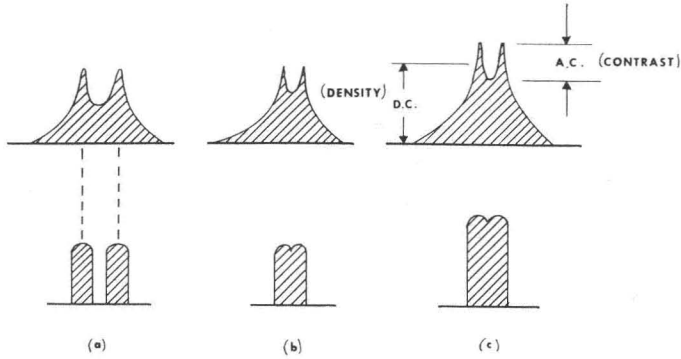 A.C. (CONTRAST)
(DENSITY)
D.C.
(a)
(b)
(c)